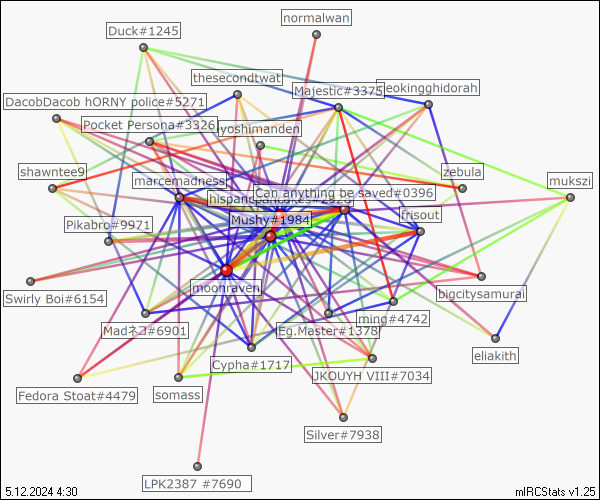 normalwan
Duck#1245
thesecondtwat
Majestic#3375
leokingghidorah
DacobDacob hORNY police#5271
Pocket Persona#3326
iyoshimanden
shawntee9
marcemadness
zebula
mukszi
Can anything be saved#0396
hispanicpancakes#2926
Mushy#1984
frisout
Pikabro#9971
moonraven
bigcitysamurai
Swirly Boi#6154
ming#4742
Madネコ#6901
Eg.Master#1378
eliakith
Cypha#1717
JKOUYH VIII#7034
Fedora Stoat#4479
somass
Silver#7938
LPK2387 #7690
5.12.2024 4:30
mIRCStats v1.25